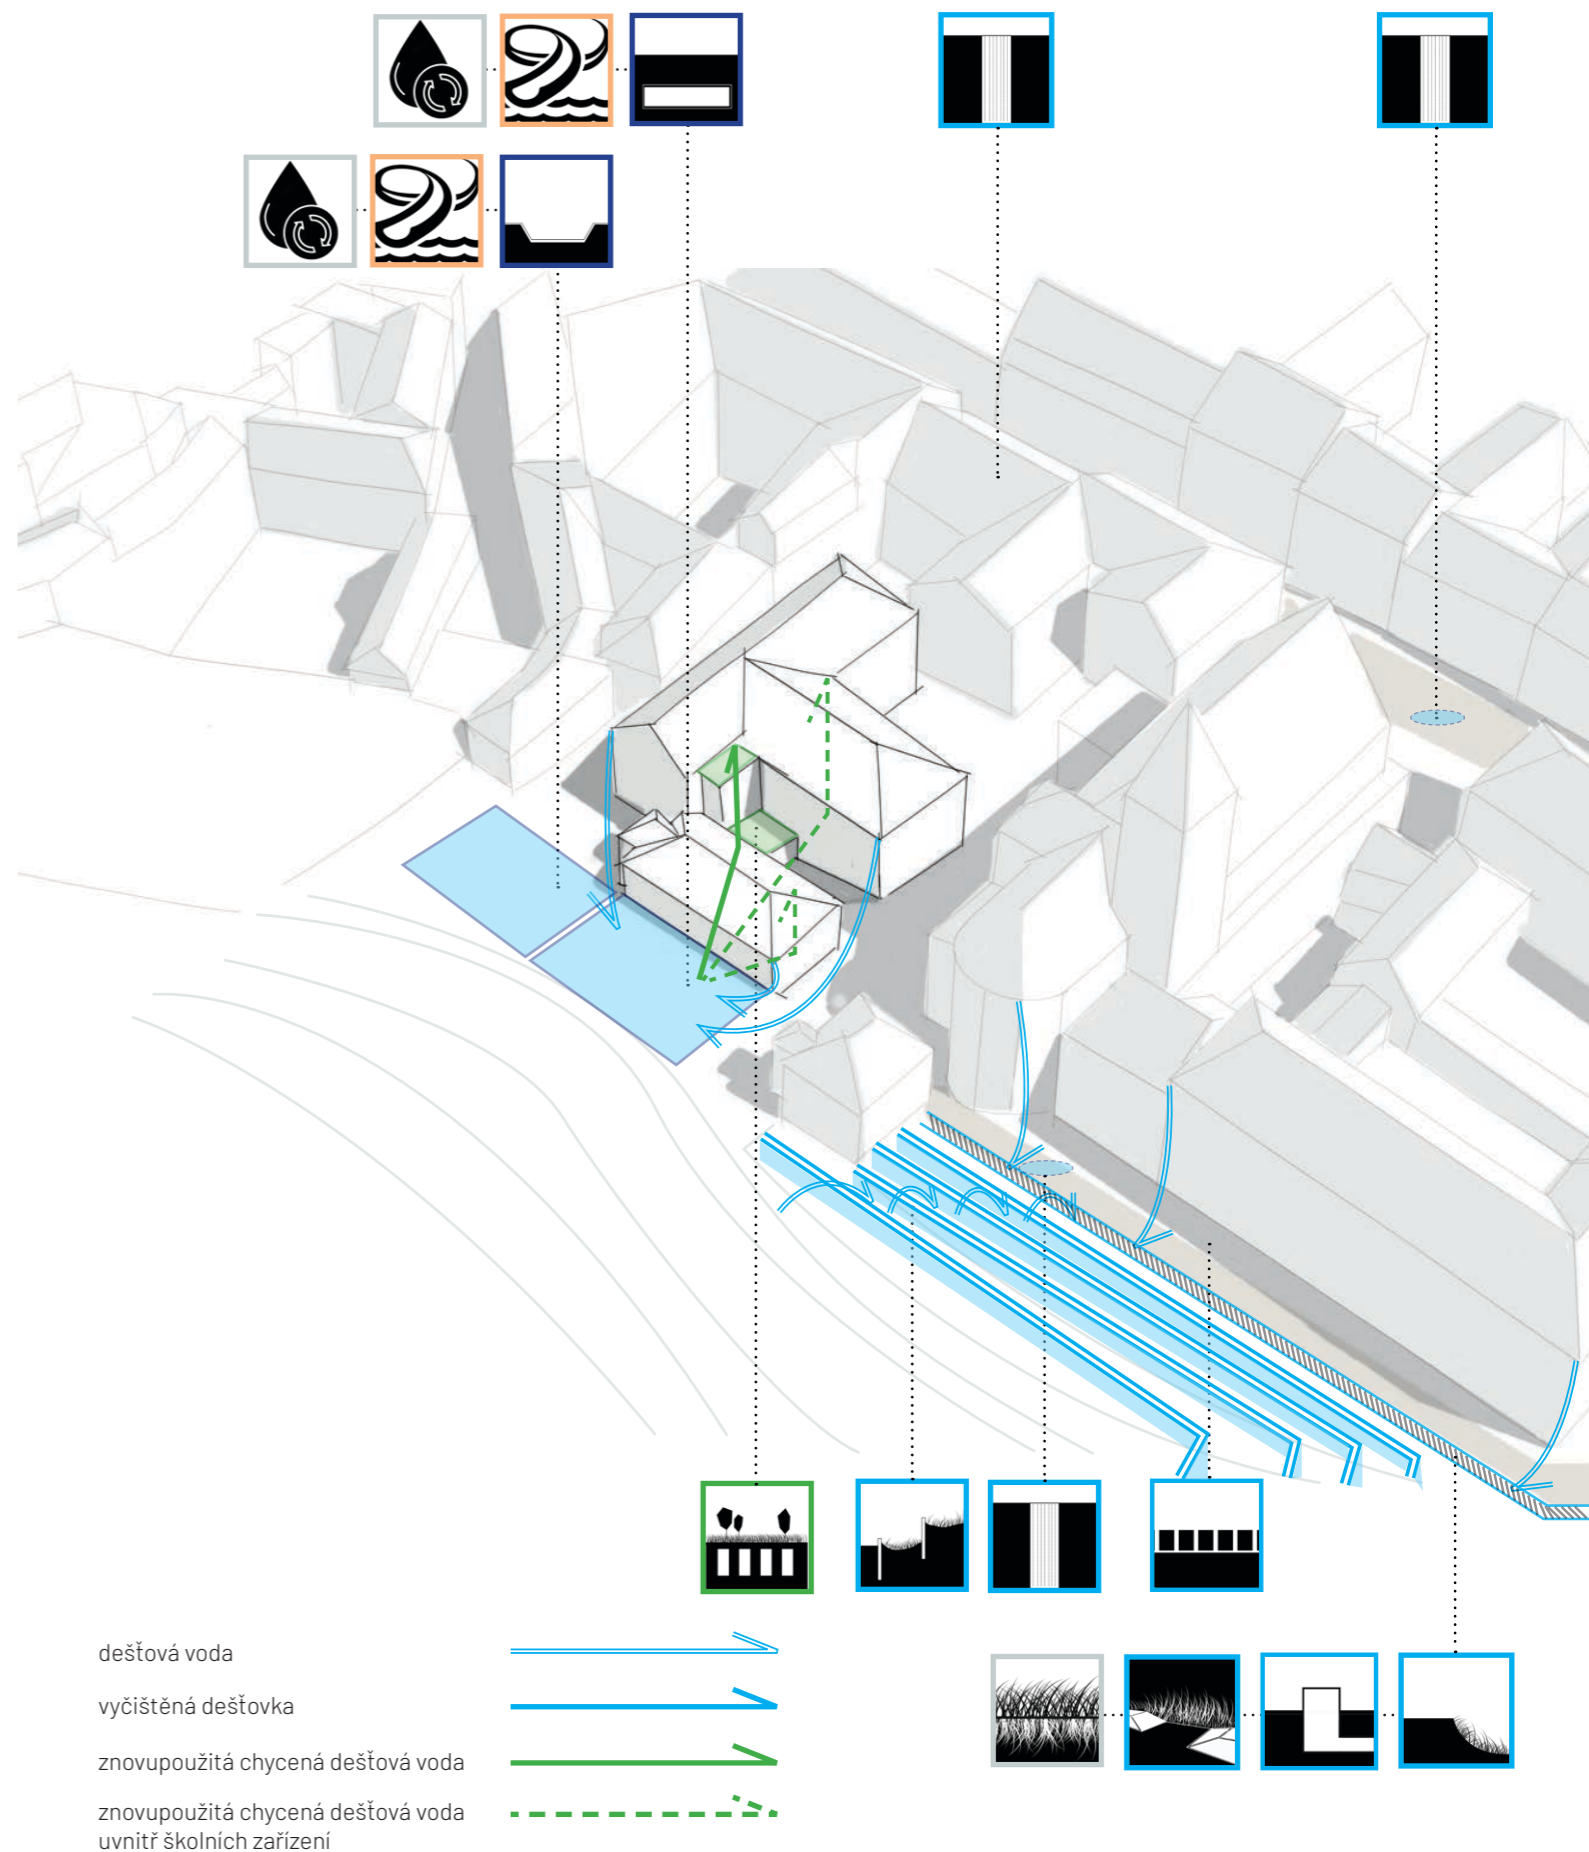 dešťová voda
vyčištěná dešťovka
znovupoužitá chycená dešťová voda
znovupoužitá chycená dešťová voda
uvnitř školních zařízení